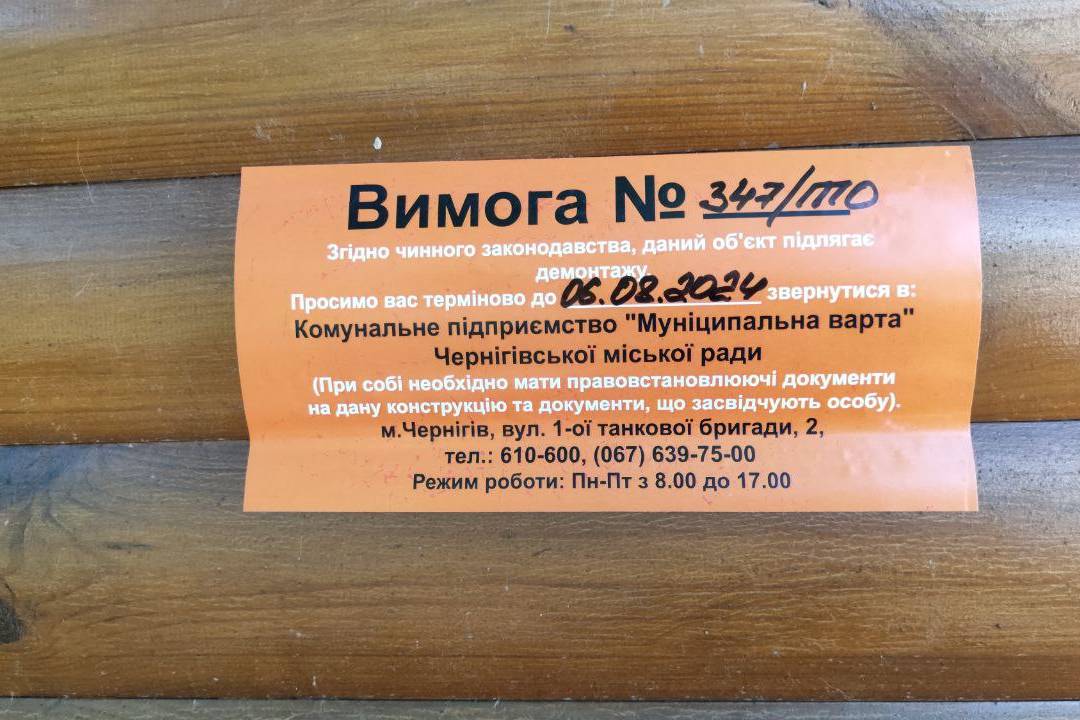 Вимога № 347/ТПО
Згідно чинного законодавства, даний об'єкт підлягає
демонтажу.
Просимо вас терміново до 06.08.2024 звернутися в:
Комунальне підприємство "Муніципальна варта"
Чернігівської міської ради
(При собі необхідно мати правовстановлюючі документи
на дану конструкцію та документи, що засвідчують особу).
м.Чернігів, вул. 1-ої танкової бригади, 2,
тел.: 610-600, (067) 639-75-00
Режим роботи: Пн-Пт з 8.00 до 17.00